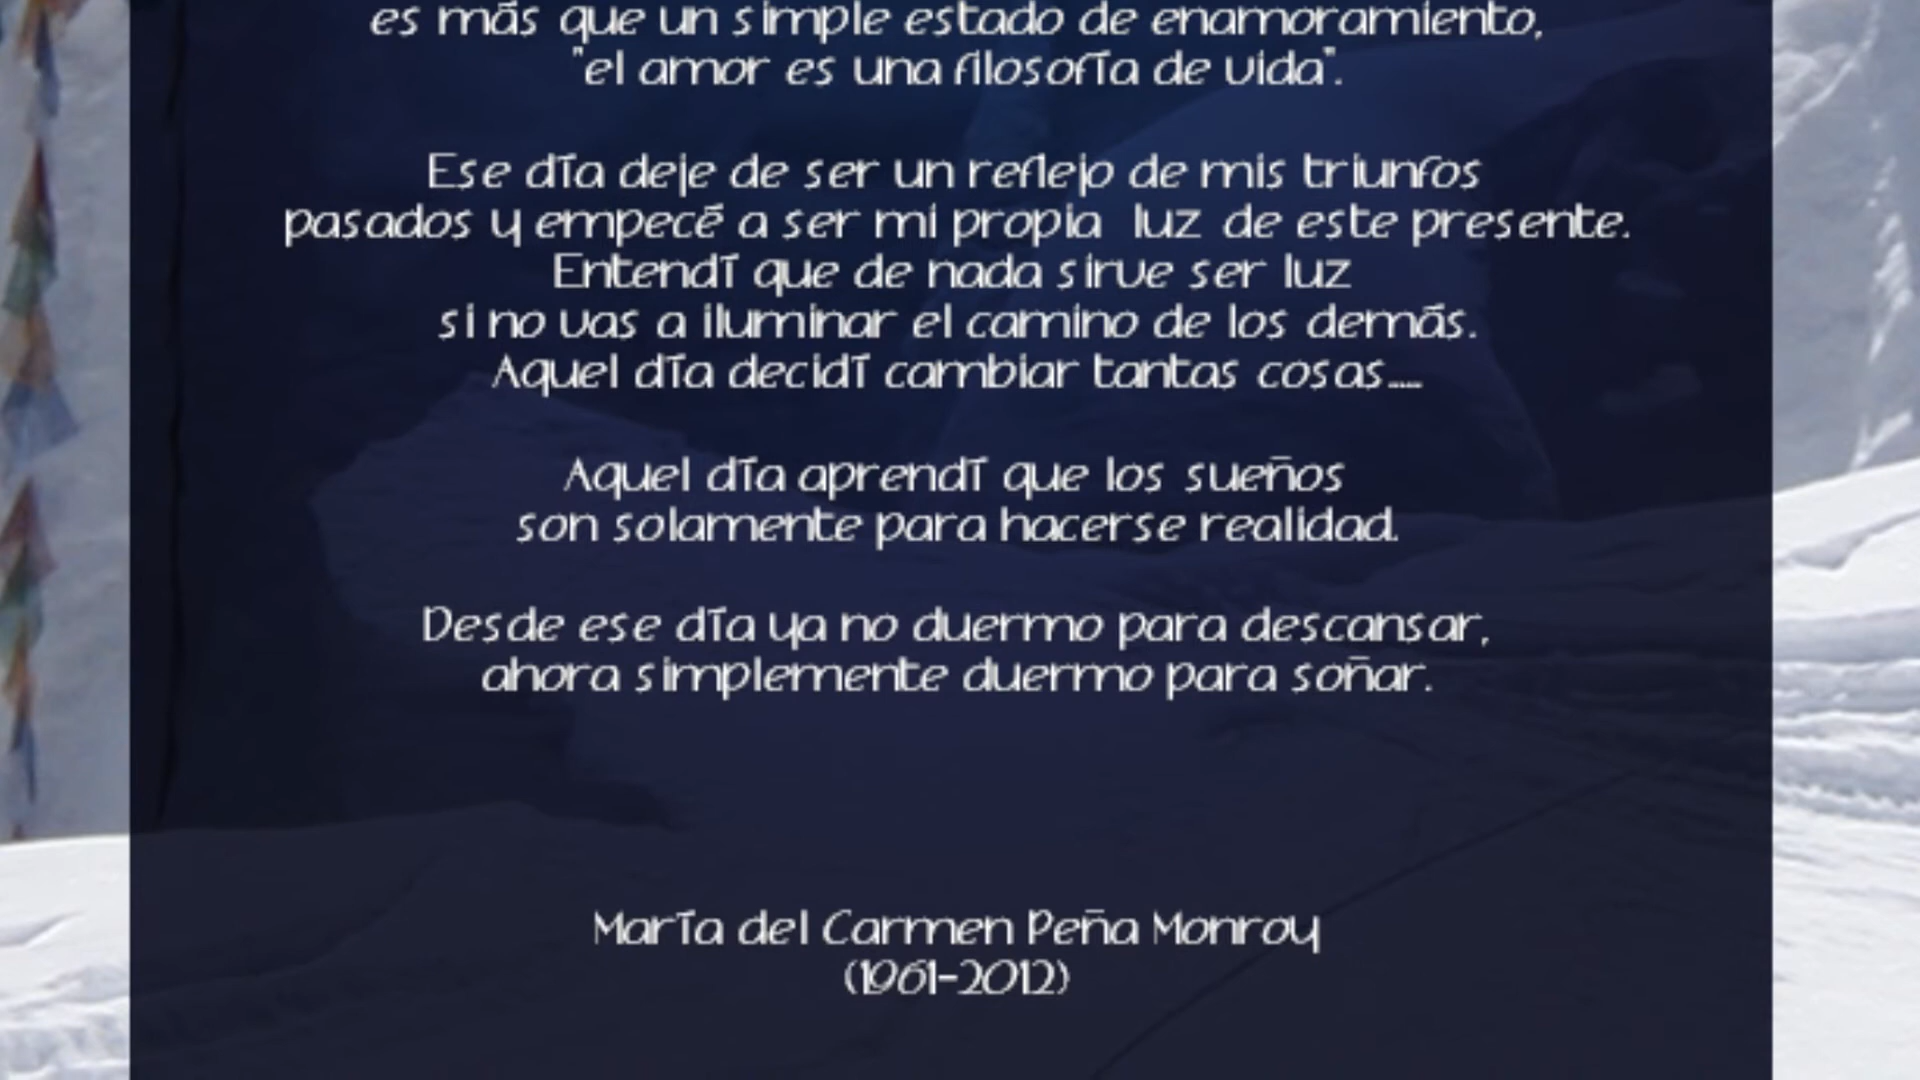 es más que un simple estado de enamoramiento,
"el amor es una filosofía de vida".
Ese día deje de ser un reflejo de mis triunfos
pasados y empecé a ser mi propia luz de este presente.
Entendí que de nada sirve ser luz
si no vas a iluminar el camino de los demás.
Aquel día decidí cambiar tantas cosas.....
Aquel día aprendí que los sueños
son solamente para hacerse realidad.
Desde ese día ya no duermo para descansar,
ahora simplemente duermo para soñar.
María del Carmen Peña Monroy
(1961-2012)